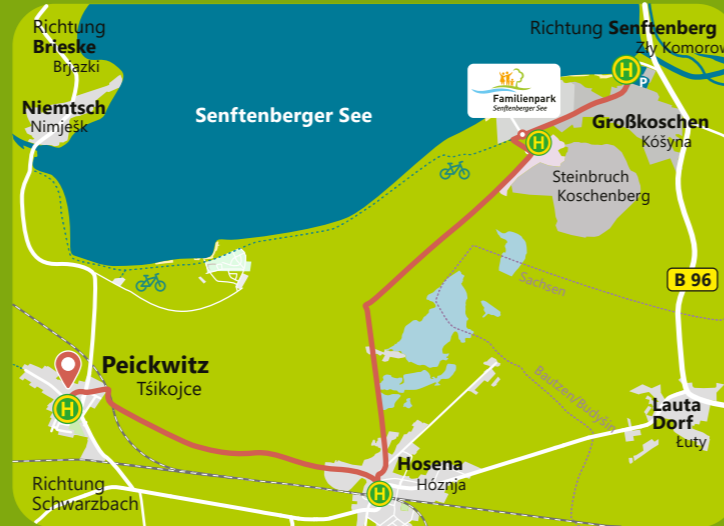 Richtung
Brieske
Brjazki
Niemtsch
Nimješk
Senftenberger See
Richtung Senftenberg
Zły Komorow
H
P
Familienpark
Senftenberger See
H
Großkoschen
Kóšyna
Steinbruch
Koschenberg
Sachsen
B 96
Peickwitz
Tśikojce
H
Bautzen/Budyšin
Lauta
Dorf
Łuty
Hosena
Hóznja
H
Richtung
Schwarzbach